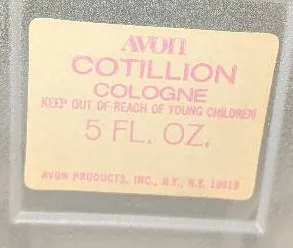 AVON
COTILLION
COLOGNE
KEEP OUT OF REACH OF YOUNG CHILDREN
5 FL. OZ.
AVON PRODUCTS, INC., N.Y., N.Y. 10019